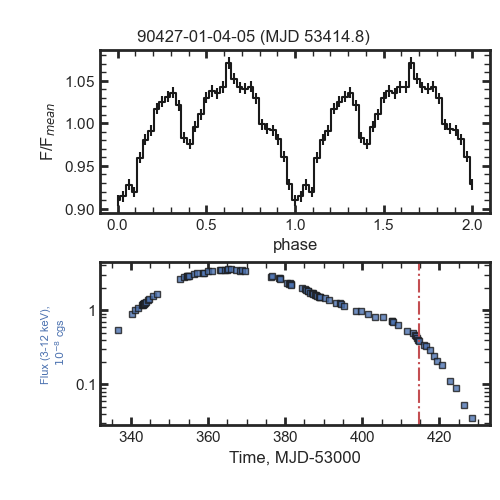 90427-01-04-05 (MJD 53414.8)
F/F_mean
1.05
1.00
0.95
0.90
0.0 0.5 1.0 1.5 2.0
phase
Flux (3-12 keV),
10⁻⁸ cgs
1
0.1
340 360 380 400 420
Time, MJD-53000